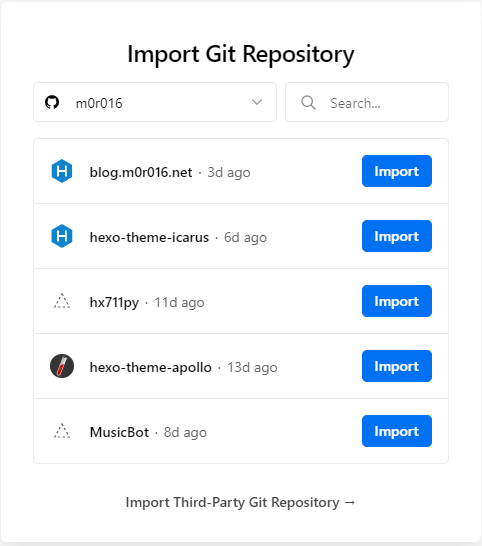 Import Git Repository
m0r016
Search...
blog.m0r016.net · 3d ago Import
hexo-theme-icarus · 6d ago Import
hx711py · 11d ago Import
hexo-theme-apollo · 13d ago Import
MusicBot · 8d ago Import
Import Third-Party Git Repository →